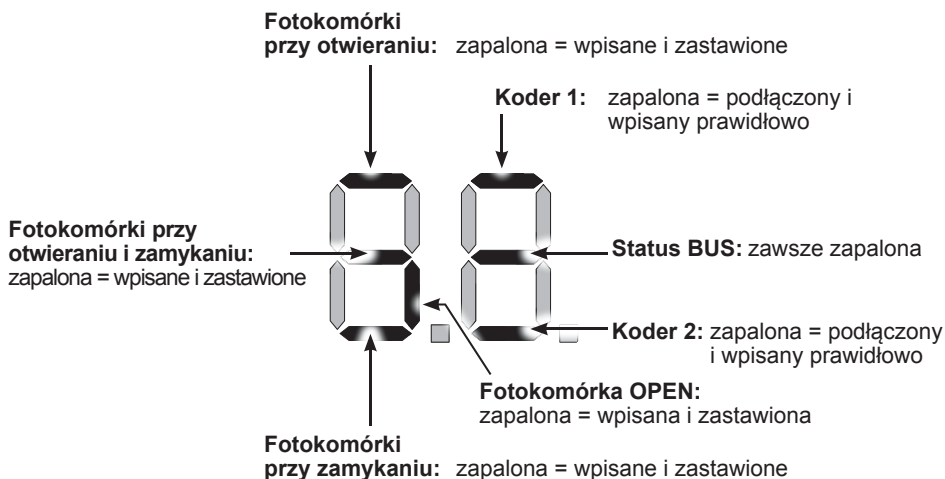 Fotokomórki
przy otwieraniu: zapalona = wpisane i zastawione
Koder 1: zapalona = podłączony i
wpisany prawidłowo
Fotokomórki przy
otwieraniu i zamykaniu:
zapalona = wpisane i zastawione
Status BUS: zawsze zapalona
Koder 2: zapalona = podłączony
i wpisany prawidłowo
Fotokomórka OPEN:
zapalona = wpisana i zastawiona
Fotokomórki
przy zamykaniu: zapalona = wpisane i zastawione